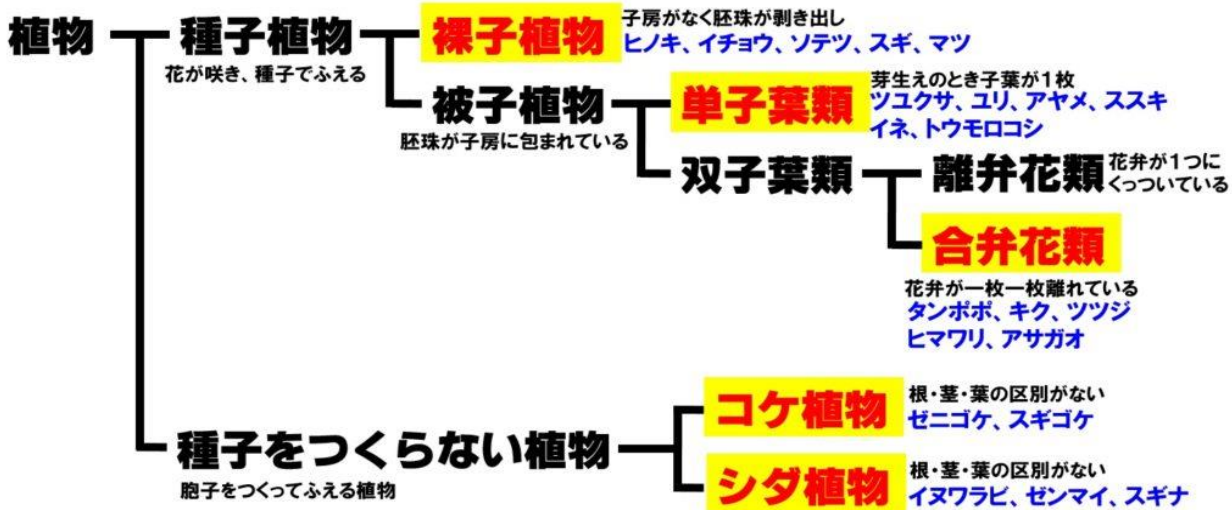 植物
種子植物
花が咲き、種子でふえる
裸子植物
子房がなく胚珠が剥き出し
ヒノキ、イチョウ、ソテツ、スギ、マツ
被子植物
胚珠が子房に包まれている
単子葉類
芽生えのとき子葉が1枚
ツユクサ、ユリ、アヤメ、ススキ
イネ、トウモロコシ
双子葉類
離弁花類
花弁が1つに
くっついている
合弁花類
花弁が一枚一枚離れている
タンポポ、キク、ツツジ
ヒマワリ、アサガオ
種子をつくらない植物
胞子をつくってふえる植物
コケ植物
根・茎・葉の区別がない
ゼニゴケ、スギゴケ
シダ植物
根・茎・葉の区別がない
イヌワラビ、ゼンマイ、スギナ